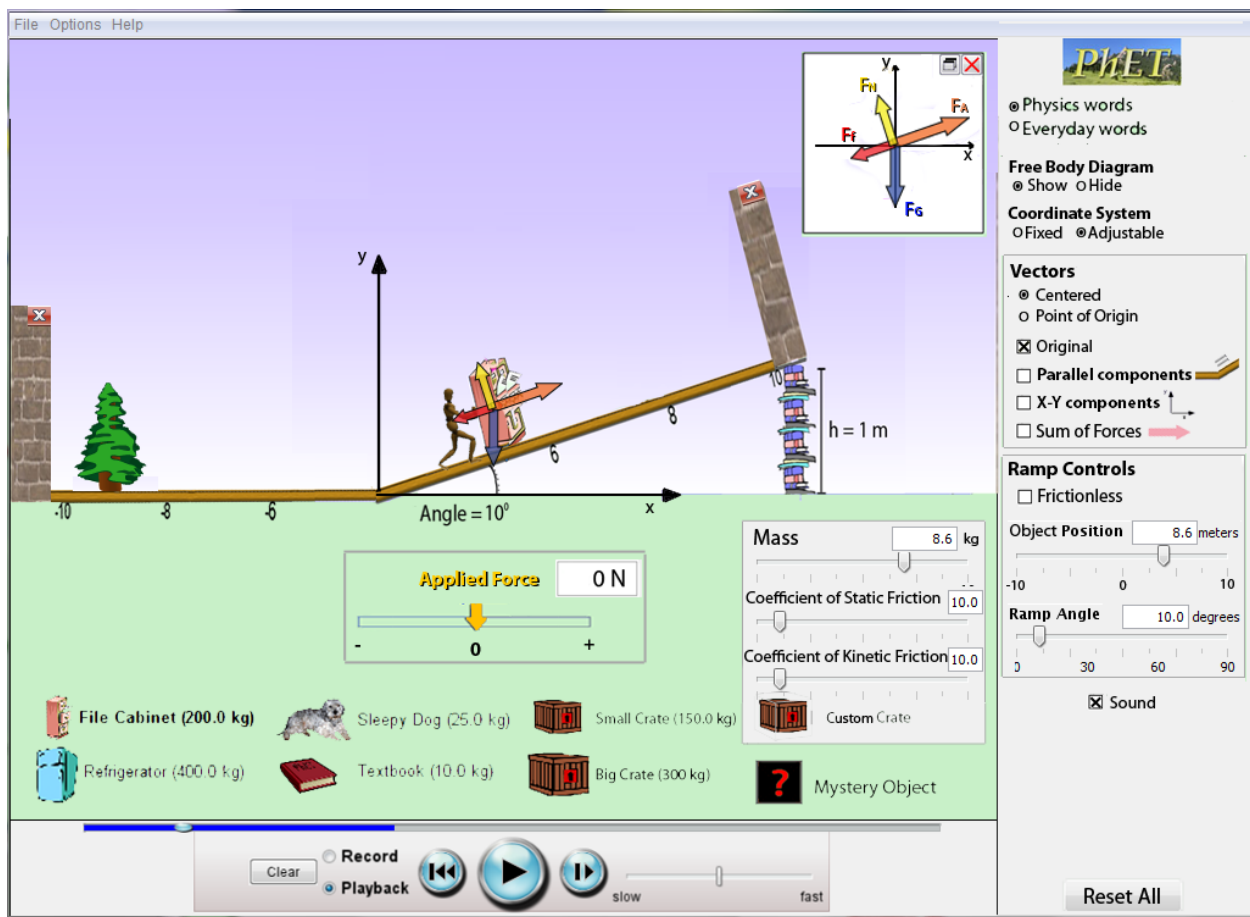 File Options Help
PhET
Physics words
Everyday words
Free Body Diagram
Show Hide
Coordinate System
Fixed Adjustable
Vectors
Centered
Point of Origin
Original
Parallel components
X-Y components
Sum of Forces
Ramp Controls
Frictionless
Object Position 8.6 meters
-10 0 10
Ramp Angle 10.0 degrees
0 30 60 90
Sound
Reset All
y
FN
FA
Ff
x
FG
y
10
8
6
h = 1 m
x
-10 -8 -6
Angle = 10⁰
Applied Force 0 N
- 0 +
Mass 8.6 kg
Coefficient of Static Friction 10.0
Coefficient of Kinetic Friction 10.0
Custom Crate
File Cabinet (200.0 kg)
Sleepy Dog (25.0 kg)
Small Crate (150.0 kg)
Refrigerator (400.0 kg)
Textbook (10.0 kg)
Big Crate (300 kg)
?
Mystery Object
Clear
Record
Playback
slow fast